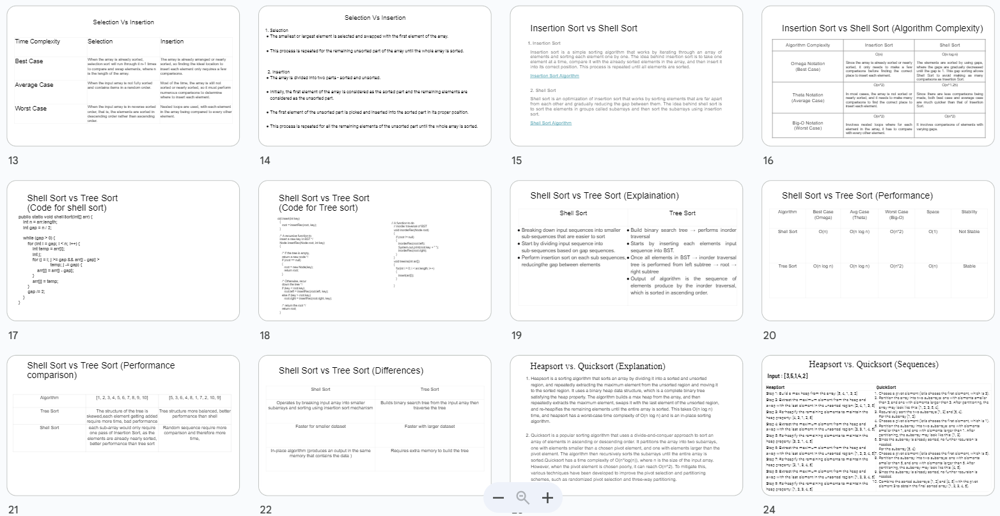 Selection Vs Insertion
Time Complexity Selection Insertion
Best Case
When the array is already sorted,
selection sort will run through it n-1 times
to compare and swap elements, where n
is the length of the array.
The array is already arranged or nearly
sorted, so finding the ideal location to
insert each element only requires a few
comparisons.
Average Case
When the input array is not fully sorted
and contains items in a random order.
Most of the time, the array is still not
sorted or nearly sorted, so it must perform
numerous comparisons to determine
where to insert each element.
Worst Case
When the input array is in reverse sorted
order, that is, the elements are sorted in
descending order rather than ascending
order.
Nested loops are used, with each element
in the array being compared to every other
element.
13
Selection Vs Insertion
1. Selection
● The smallest or largest element is selected and swapped with the first element of the array.
● This process is repeated for the remaining unsorted part of the array until the whole array is sorted.
2. Insertion
● The array is divided into two parts - sorted and unsorted.
● Initially, the first element of the array is considered as the sorted part and the remaining elements are
considered as the unsorted part.
● The first element of the unsorted part is picked and inserted into the sorted part in its proper position.
● This process is repeated for all the remaining elements of the unsorted part until the whole array is sorted.
14
Insertion Sort vs Shell Sort
1. Insertion Sort
Insertion sort is a simple sorting algorithm that works by iterating through an array of
elements and sorting each element one by one. The idea behind insertion sort is to take one
element at a time, compare it with the already sorted elements in the array, and then insert it
into its correct position. This process is repeated until all elements are sorted.
Insertion Sort Algorithm
2. Shell Sort
Shell sort is an optimization of insertion sort that works by sorting elements that are far apart
from each other and gradually reducing the gap between them. The idea behind shell sort is
to sort the elements in groups called subarrays and then sort the subarrays using insertion
sort.
Shell Sort Algorithm
15
Insertion Sort vs Shell Sort (Algorithm Complexity)
Algorithm Complexity Insertion Sort Shell Sort
Omega Notation
(Best Case)
O(n)
Since the array is already sorted or nearly
sorted, it only needs to make a few
comparisons before finding the correct
place to insert each element.
O(n log n)
The elements are sorted by using gaps,
where the gaps are gradually decreased
until the gap is 1. This gap sorting allows
Shell Sort to avoid making as many
comparisons as Insertion Sort.
Theta Notation
(Average Case)
O(n^2)
In most cases, the array is not sorted or
nearly sorted, and it needs to make many
comparisons to find the correct place to
insert each element.
O(n^1.25)
Since there are less comparisons being
made, both best case and average case
are much quicker than that of Insertion
Sort.
Big-O Notation
(Worst Case)
O(n^2)
Involves nested loops where for each
element in the array, it has to compare
with every other element.
O(n^2)
It involves comparisons of elements with
varying gaps.
16
Shell Sort vs Tree Sort
(Code for shell sort)
public static void shellSort(int[] arr) {
int n = arr.length;
int gap = n / 2;
while (gap > 0) {
for (int i = gap; i < n; i++) {
int temp = arr[i];
int j;
for (j = i; j >= gap && arr[j - gap] >
temp; j -= gap) {
arr[j] = arr[j - gap];
}
arr[j] = temp;
}
gap /= 2;
}
}
17
Shell Sort vs Tree Sort
(Code for Tree sort)
oid insert(int key)
{
root = insertRec(root, key);
}
/* A recursive function to
insert a new key in BST */
Node insertRec(Node root, int key)
{
/* If the tree is empty,
return a new node */
if (root == null)
{
root = new Node(key);
return root;
}
/* Otherwise, recur
down the tree */
if (key < root.key)
root.left = insertRec(root.left, key);
else if (key > root.key)
root.right = insertRec(root.right, key);
/* return the root */
return root;
}
// A function to do
// inorder traversal of BST
void inorderRec(Node root)
{
if (root != null)
{
inorderRec(root.left);
System.out.print(root.key + " ");
inorderRec(root.right);
}
}
void treeins(int arr[])
{
for(int i = 0; i < arr.length; i++)
{
insert(arr[i]);
}
}
18
Shell Sort vs Tree Sort (Explaination)
Shell Sort Tree Sort
● Breaking down input sequences into smaller
sub-sequences that are easier to sort
● Start by dividing input sequence into
sub-sequences based on gap sequences.
● Perform insertion sort on each sub sequences,
reducingthe gap between elements
● Build binary search tree → performs inorder
traversal
● Starts by inserting each elements input
sequence into BST.
● Once all elements in BST → inorder traversal
tree is performed from left subtree → root →
right subtree
● Output of algorithm is the sequence of
elements produce by the inorder traversal,
which is sorted in ascending order.
19
Shell Sort vs Tree Sort (Performance)
Algorithm Best Case (Omega) Avg Case (Theta) Worst Case (Big-O) Space Stability
Shell Sort O(n) O(n log n) O(n^2) O(1) Not Stable
Tree Sort O(n log n) O(n log n) O(n^2) O(n) Stable
20
Shell Sort vs Tree Sort (Performance
comparison)
Algorithm [1, 2, 3, 4, 5, 6, 7, 8, 9, 10] [5, 3, 6, 4, 8, 1, 7, 2, 10, 9]
Tree Sort
The structure of the tree is
skewed,each element getting added
require more time, bad performance
Tree structure more balanced, better
performance than shell
Shell Sort
each sub-array would only require
one pass of Insertion Sort, as the
elements are already nearly sorted,
better performance than tree sort
Random sequence require more
comparison and therefore more
time,
21
Shell Sort vs Tree Sort (Differences)
Shell Sort Tree Sort
Operates by breaking input array into smaller
subarrays and sorting using insertion sort mechanism
Builds binary search tree from the input array then
traverse the tree
Faster for smaller dataset Faster with larger dataset
In-place algorithm (produces an output in the same
memory that contains the data )
Requires extra memory to build the tree
22
Heapsort vs. Quicksort (Explanation)
1. Heapsort is a sorting algorithm that sorts an array by dividing it into a sorted and unsorted
region, and repeatedly extracting the maximum element from the unsorted region and moving it
to the sorted region. It uses a binary heap data structure, which is a complete binary tree
satisfying the heap property. The algorithm builds a max heap from the array, and then
repeatedly extracts the maximum element, swaps it with the last element of the unsorted region,
and re-heapifies the remaining elements until the entire array is sorted. This takes O(n log n)
time, and heapsort has a worst-case time complexity of O(n log n) and is an in-place sorting
algorithm.
2. Quicksort is a popular sorting algorithm that uses a divide-and-conquer approach to sort an
array of elements in ascending or descending order. It partitions the array into two subarrays,
one with elements smaller than a chosen pivot element, and one with elements larger than the
pivot element. The algorithm then recursively sorts the subarrays until the entire array is
sorted.Quicksort has a time complexity of O(n*log(n)), where n is the size of the input array.
However, when the pivot element is chosen poorly, it can reach O(n^2). To mitigate this,
various techniques have been developed to improve the pivot selection and partitioning
schemes, such as randomized pivot selection and three-way partitioning.
Heapsort vs. Quicksort (Sequences)
Input : [3,5,1,4,2]
HeapSort
Step 1: Build a max heap from the array: [5, 4, 1, 3, 2]
Step 2: Extract the maximum element from the heap and
swap with the last element in the unsorted region: [2, 4, 1, 3, 5]
Step 3: Re-heapify the remaining elements to maintain the
heap property: [4, 3, 1, 2, 5]
Step 4: Extract the maximum element from the heap and
swap with the last element in the unsorted region: [2, 3, 1, 4, 5]
Step 5: Re-heapify the remaining elements to maintain the
heap property: [3, 2, 1, 4, 5]
Step 6: Extract the maximum element from the heap and
swap with the last element in the unsorted region: [1, 2, 3, 4, 5]
Step 7: Re-heapify the remaining elements to maintain the
heap property: [2, 1, 3, 4, 5]
Step 8: Extract the maximum element from the heap and
swap with the last element in the unsorted region: [1, 2, 3, 4, 5]
Step 9: Re-heapify the remaining elements to maintain the
heap property: [1, 2, 3, 4, 5]
QuickSort
1. Choose a pivot element (let's choose the first element, which is 3).
2. Partition the array into two subarrays: one with elements smaller
than 3, and one with elements larger than 3. After partitioning, the
array may look like this: [1, 2, 3, 5, 4].
3. Recursively sort the two subarrays [1, 2] and [5, 4].
For the subarray [1, 2]:
4. Choose a pivot element (let's choose the first element, which is 1).
5. Partition the subarray into two subarrays: one with elements
smaller than 1, and one with elements larger than 1. After
partitioning, the subarray may look like this: [1, 2].
6. Since the subarray is already sorted, no further recursion is
needed.
For the subarray [5, 4]:
7. Choose a pivot element (let's choose the first element, which is 5).
8. Partition the subarray into two subarrays: one with elements
smaller than 5, and one with elements larger than 5. After
partitioning, the subarray may look like this: [4, 5].
9. Since the subarray is already sorted, no further recursion is
needed.
10. Combine the sorted subarrays [1, 2] and [4, 5] with the pivot
element 3 to obtain the final sorted array: [1, 2, 3, 4, 5].
24